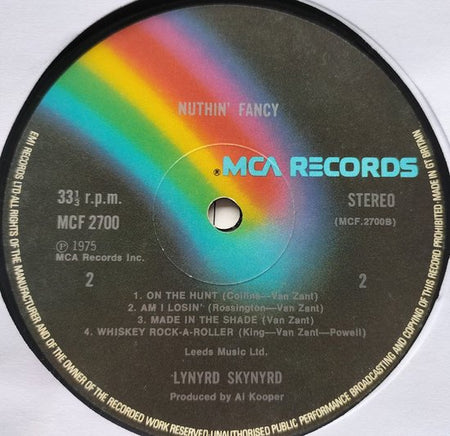 NUTHIN' FANCY
® MCA RECORDS
33⅓ r.p.m.
STEREO
MCF 2700
(MCF.2700B)
Ⓟ 1975
MCA Records Inc.
2
2
1. ON THE HUNT (Collins—Van Zant)
2. AM I LOSIN' (Rossington—Van Zant)
3. MADE IN THE SHADE (Van Zant)
4. WHISKEY ROCK-A-ROLLER (King—Van Zant—Powell)
Leeds Music Ltd.
LYNYRD SKYNYRD
Produced by Al Kooper
EMI RECORDS LTD. ALL RIGHTS OF THE MANUFACTURER AND OF THE OWNER OF THE RECORDED WORK RESERVED · UNAUTHORISED PUBLIC PERFORMANCE BROADCASTING AND COPYING OF THIS RECORD PROHIBITED · MADE IN GT BRITAIN